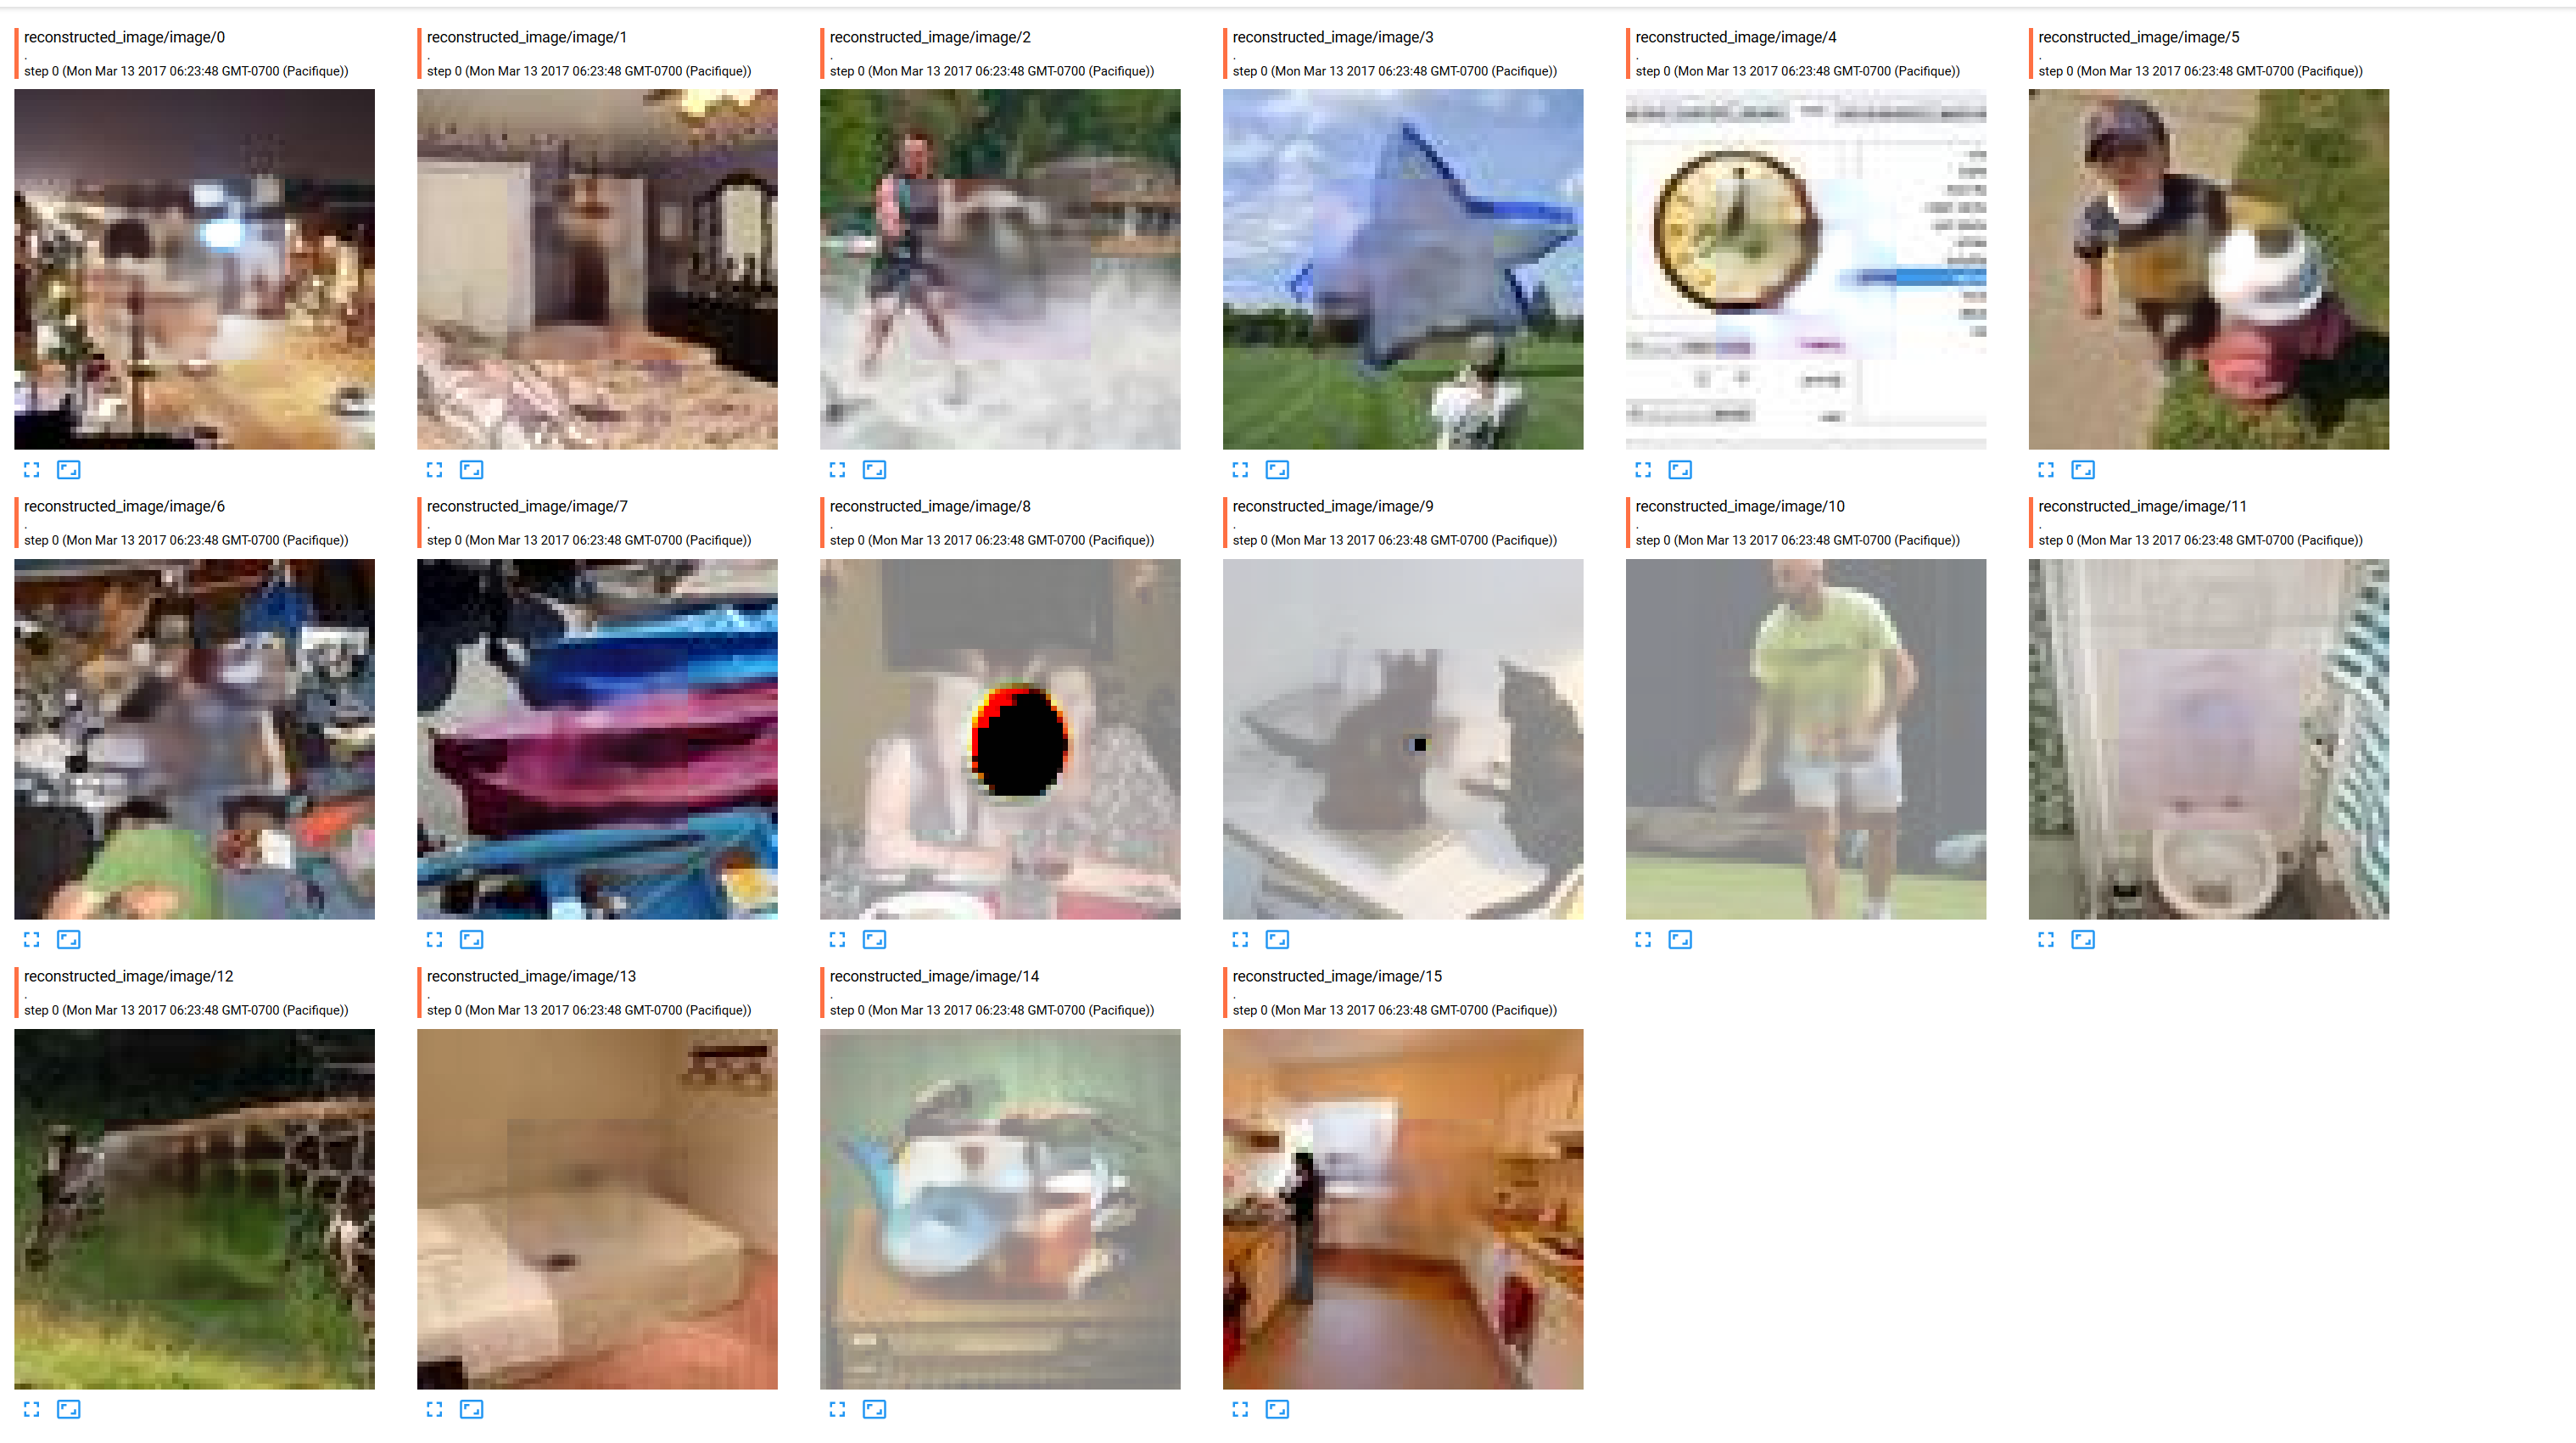 reconstructed_image/image/0
.
step 0 (Mon Mar 13 2017 06:23:48 GMT-0700 (Pacifique))
reconstructed_image/image/1
.
step 0 (Mon Mar 13 2017 06:23:48 GMT-0700 (Pacifique))
reconstructed_image/image/2
.
step 0 (Mon Mar 13 2017 06:23:48 GMT-0700 (Pacifique))
reconstructed_image/image/3
.
step 0 (Mon Mar 13 2017 06:23:48 GMT-0700 (Pacifique))
reconstructed_image/image/4
.
step 0 (Mon Mar 13 2017 06:23:48 GMT-0700 (Pacifique))
reconstructed_image/image/5
.
step 0 (Mon Mar 13 2017 06:23:48 GMT-0700 (Pacifique))
reconstructed_image/image/6
.
step 0 (Mon Mar 13 2017 06:23:48 GMT-0700 (Pacifique))
reconstructed_image/image/7
.
step 0 (Mon Mar 13 2017 06:23:48 GMT-0700 (Pacifique))
reconstructed_image/image/8
.
step 0 (Mon Mar 13 2017 06:23:48 GMT-0700 (Pacifique))
reconstructed_image/image/9
.
step 0 (Mon Mar 13 2017 06:23:48 GMT-0700 (Pacifique))
reconstructed_image/image/10
.
step 0 (Mon Mar 13 2017 06:23:48 GMT-0700 (Pacifique))
reconstructed_image/image/11
.
step 0 (Mon Mar 13 2017 06:23:48 GMT-0700 (Pacifique))
reconstructed_image/image/12
.
step 0 (Mon Mar 13 2017 06:23:48 GMT-0700 (Pacifique))
reconstructed_image/image/13
.
step 0 (Mon Mar 13 2017 06:23:48 GMT-0700 (Pacifique))
reconstructed_image/image/14
.
step 0 (Mon Mar 13 2017 06:23:48 GMT-0700 (Pacifique))
reconstructed_image/image/15
.
step 0 (Mon Mar 13 2017 06:23:48 GMT-0700 (Pacifique))